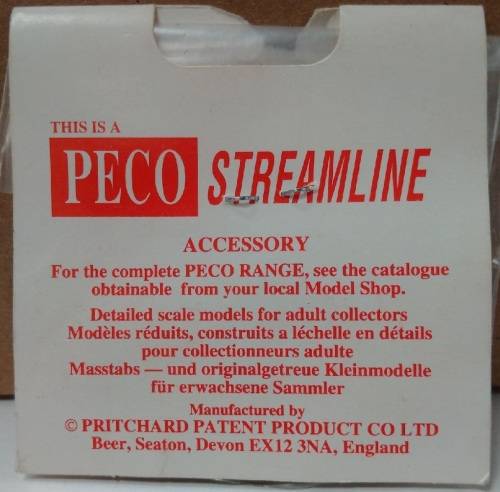 THIS IS A
PECO STREAMLINE
ACCESSORY
For the complete PECO RANGE, see the catalogue
obtainable from your local Model Shop.
Detailed scale models for adult collectors
Modèles réduits, construits a léchelle en détails
pour collectionneurs adulte
Masstabs — und originalgetreue Kleinmodelle
für erwachsene Sammler
Manufactured by
© PRITCHARD PATENT PRODUCT CO LTD
Beer, Seaton, Devon EX12 3NA, England